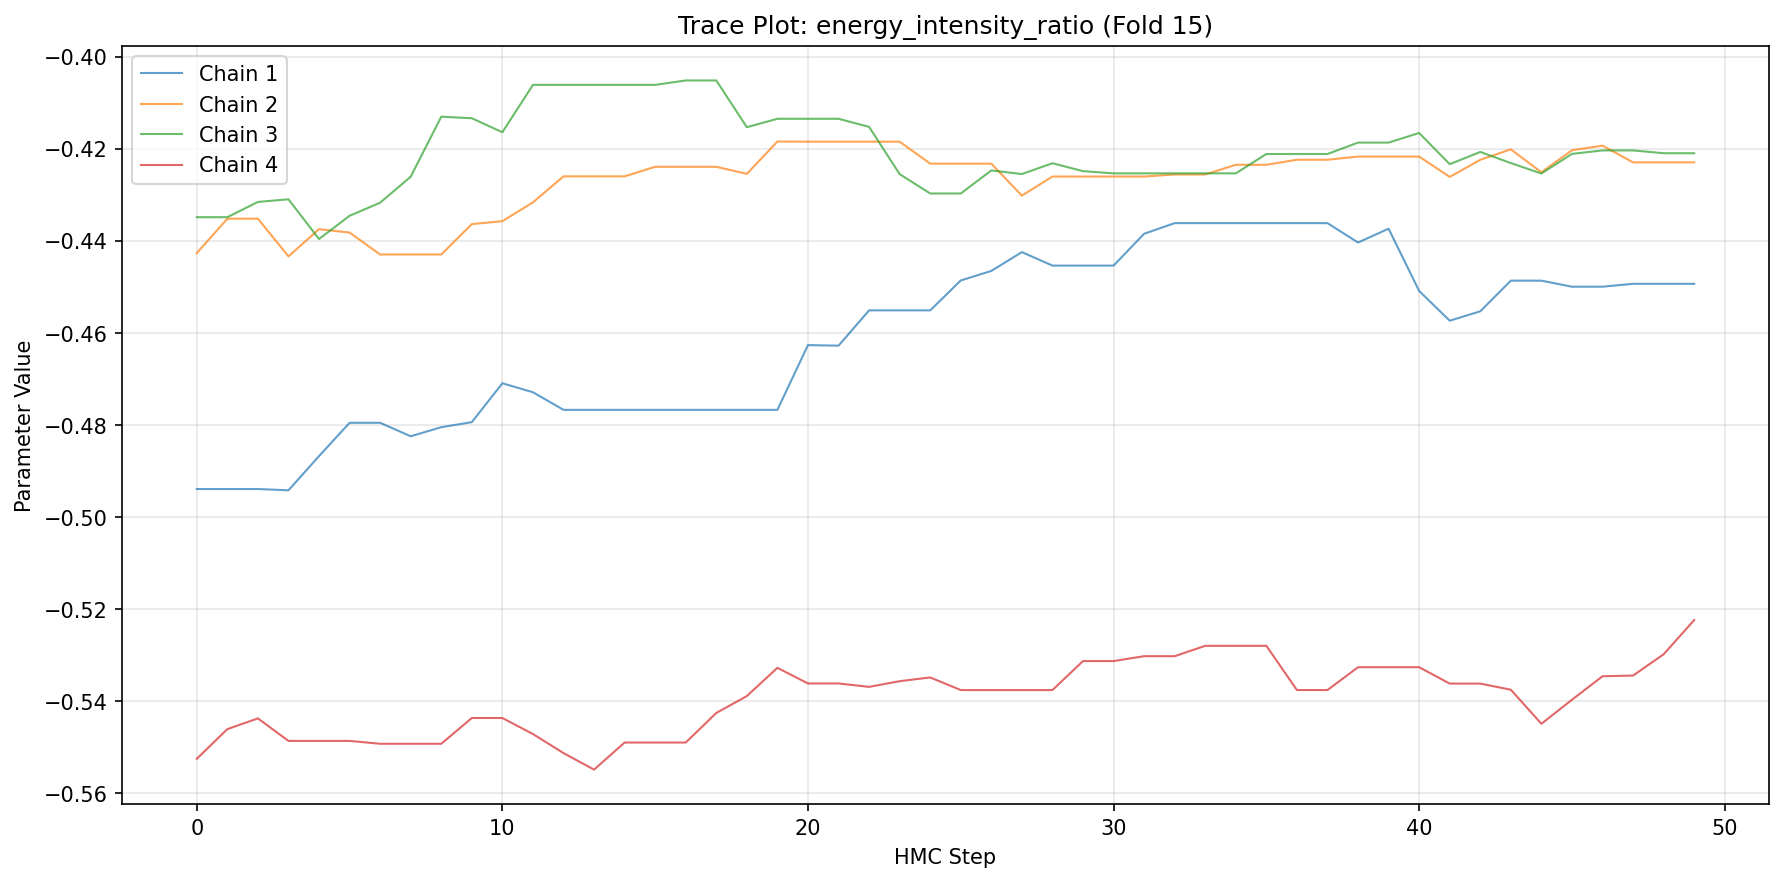 Trace Plot: energy_intensity_ratio (Fold 15)
Chain 1
Chain 2
Chain 3
Chain 4
−0.40
−0.42
−0.44
−0.46
−0.48
−0.50
−0.52
−0.54
−0.56
Parameter Value
0 10 20 30 40 50
HMC Step